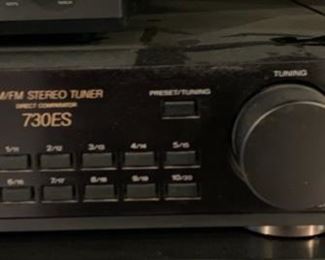 TUNING
M/FM STEREO TUNER
PRESET/TUNING
DIRECT COMPARATOR
730ES
1/11 2/12 3/13 4/14 5/15
6/16 7/17 8/18 9/19 10/20